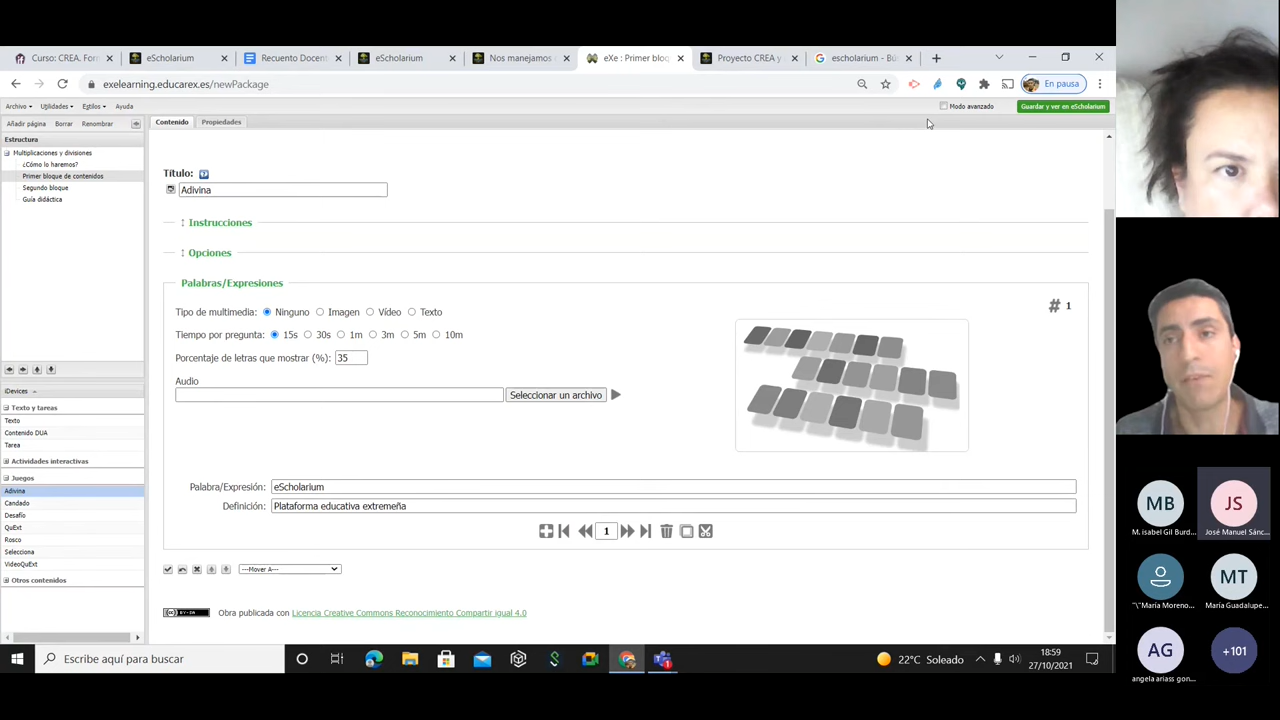 Curso: CREA. Form
eScholarium
Recuento Docent
eScholarium
Nos manejamos
eXe : Primer bloq
Proyecto CREA y
escholarium - Bú
exelearning.educarex.es/newPackage
En pausa
Archivo
Utilidades
Estilos
Ayuda
Modo avanzado
Guardar y ver en eScholarium
Añadir página
Borrar
Renombrar
Contenido
Propiedades
Estructura
Multiplicaciones y divisiones
¿Cómo lo haremos?
Primer bloque de contenidos
Segundo bloque
Guía didáctica
Título:
Adivina
Instrucciones
Opciones
Palabras/Expresiones
Tipo de multimedia: Ninguno Imagen Vídeo Texto
# 1
Tiempo por pregunta: 15s 30s 1m 3m 5m 10m
Porcentaje de letras que mostrar (%): 35
Audio
Seleccionar un archivo
Palabra/Expresión: eScholarium
Definición: Plataforma educativa extremeña
1
---Mover A---
BY-SA
Obra publicada con Licencia Creative Commons Reconocimiento Compartir igual 4.0
iDevices
Texto y tareas
Texto
Contenido DUA
Tarea
Actividades interactivas
Juegos
Adivina
Candado
Desafío
QuExt
Rosco
Selecciona
VideoQuExt
Otros contenidos
Escribe aquí para buscar
22°C Soleado
18:59
27/10/2021
MB
M. isabel Gil Burd...
JS
José Manuel Sánc...
¨\¨María Moreno...
MT
María Guadalupe...
AG
angela ariass gon...
+101